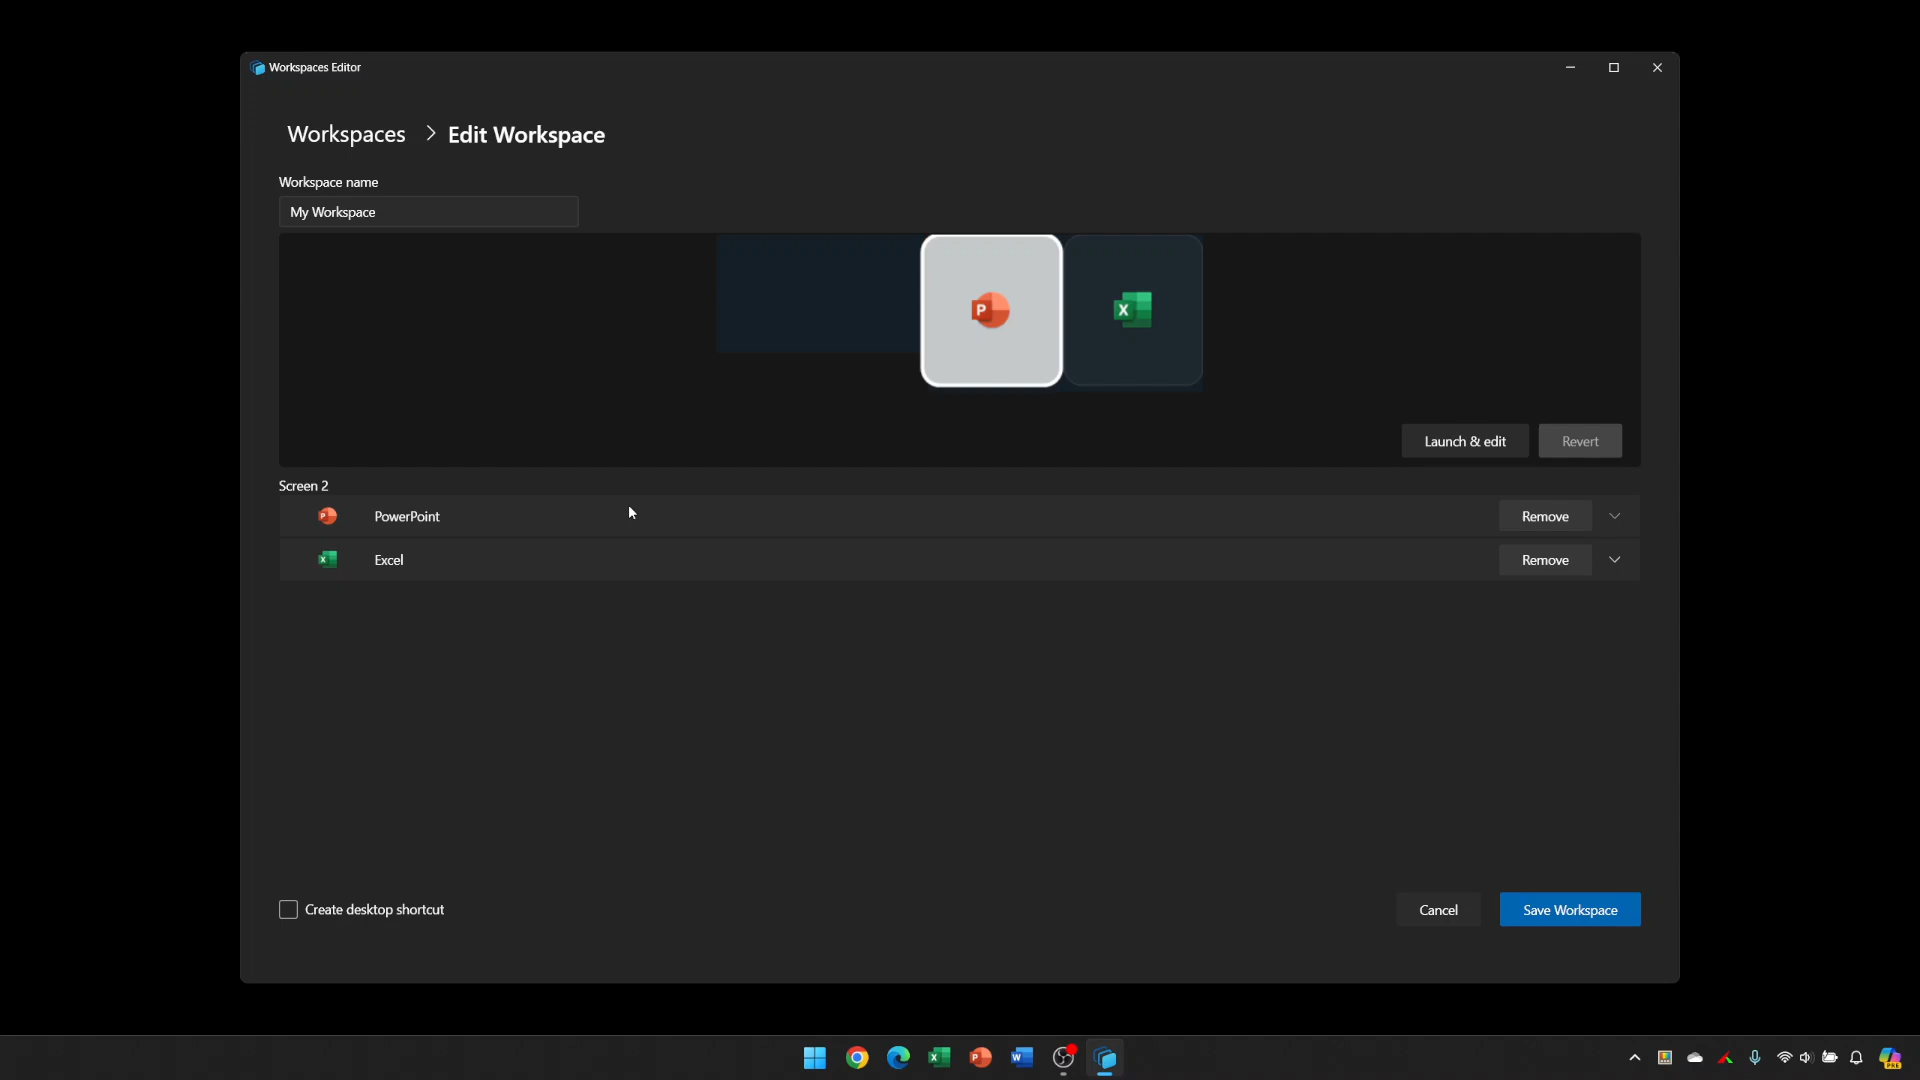 Workspaces Editor
Workspaces > Edit Workspace
Workspace name
My Workspace
P
X
Launch & edit
Revert
Screen 2
P PowerPoint Remove
X Excel Remove
Create desktop shortcut
Cancel
Save Workspace
X P W PRE